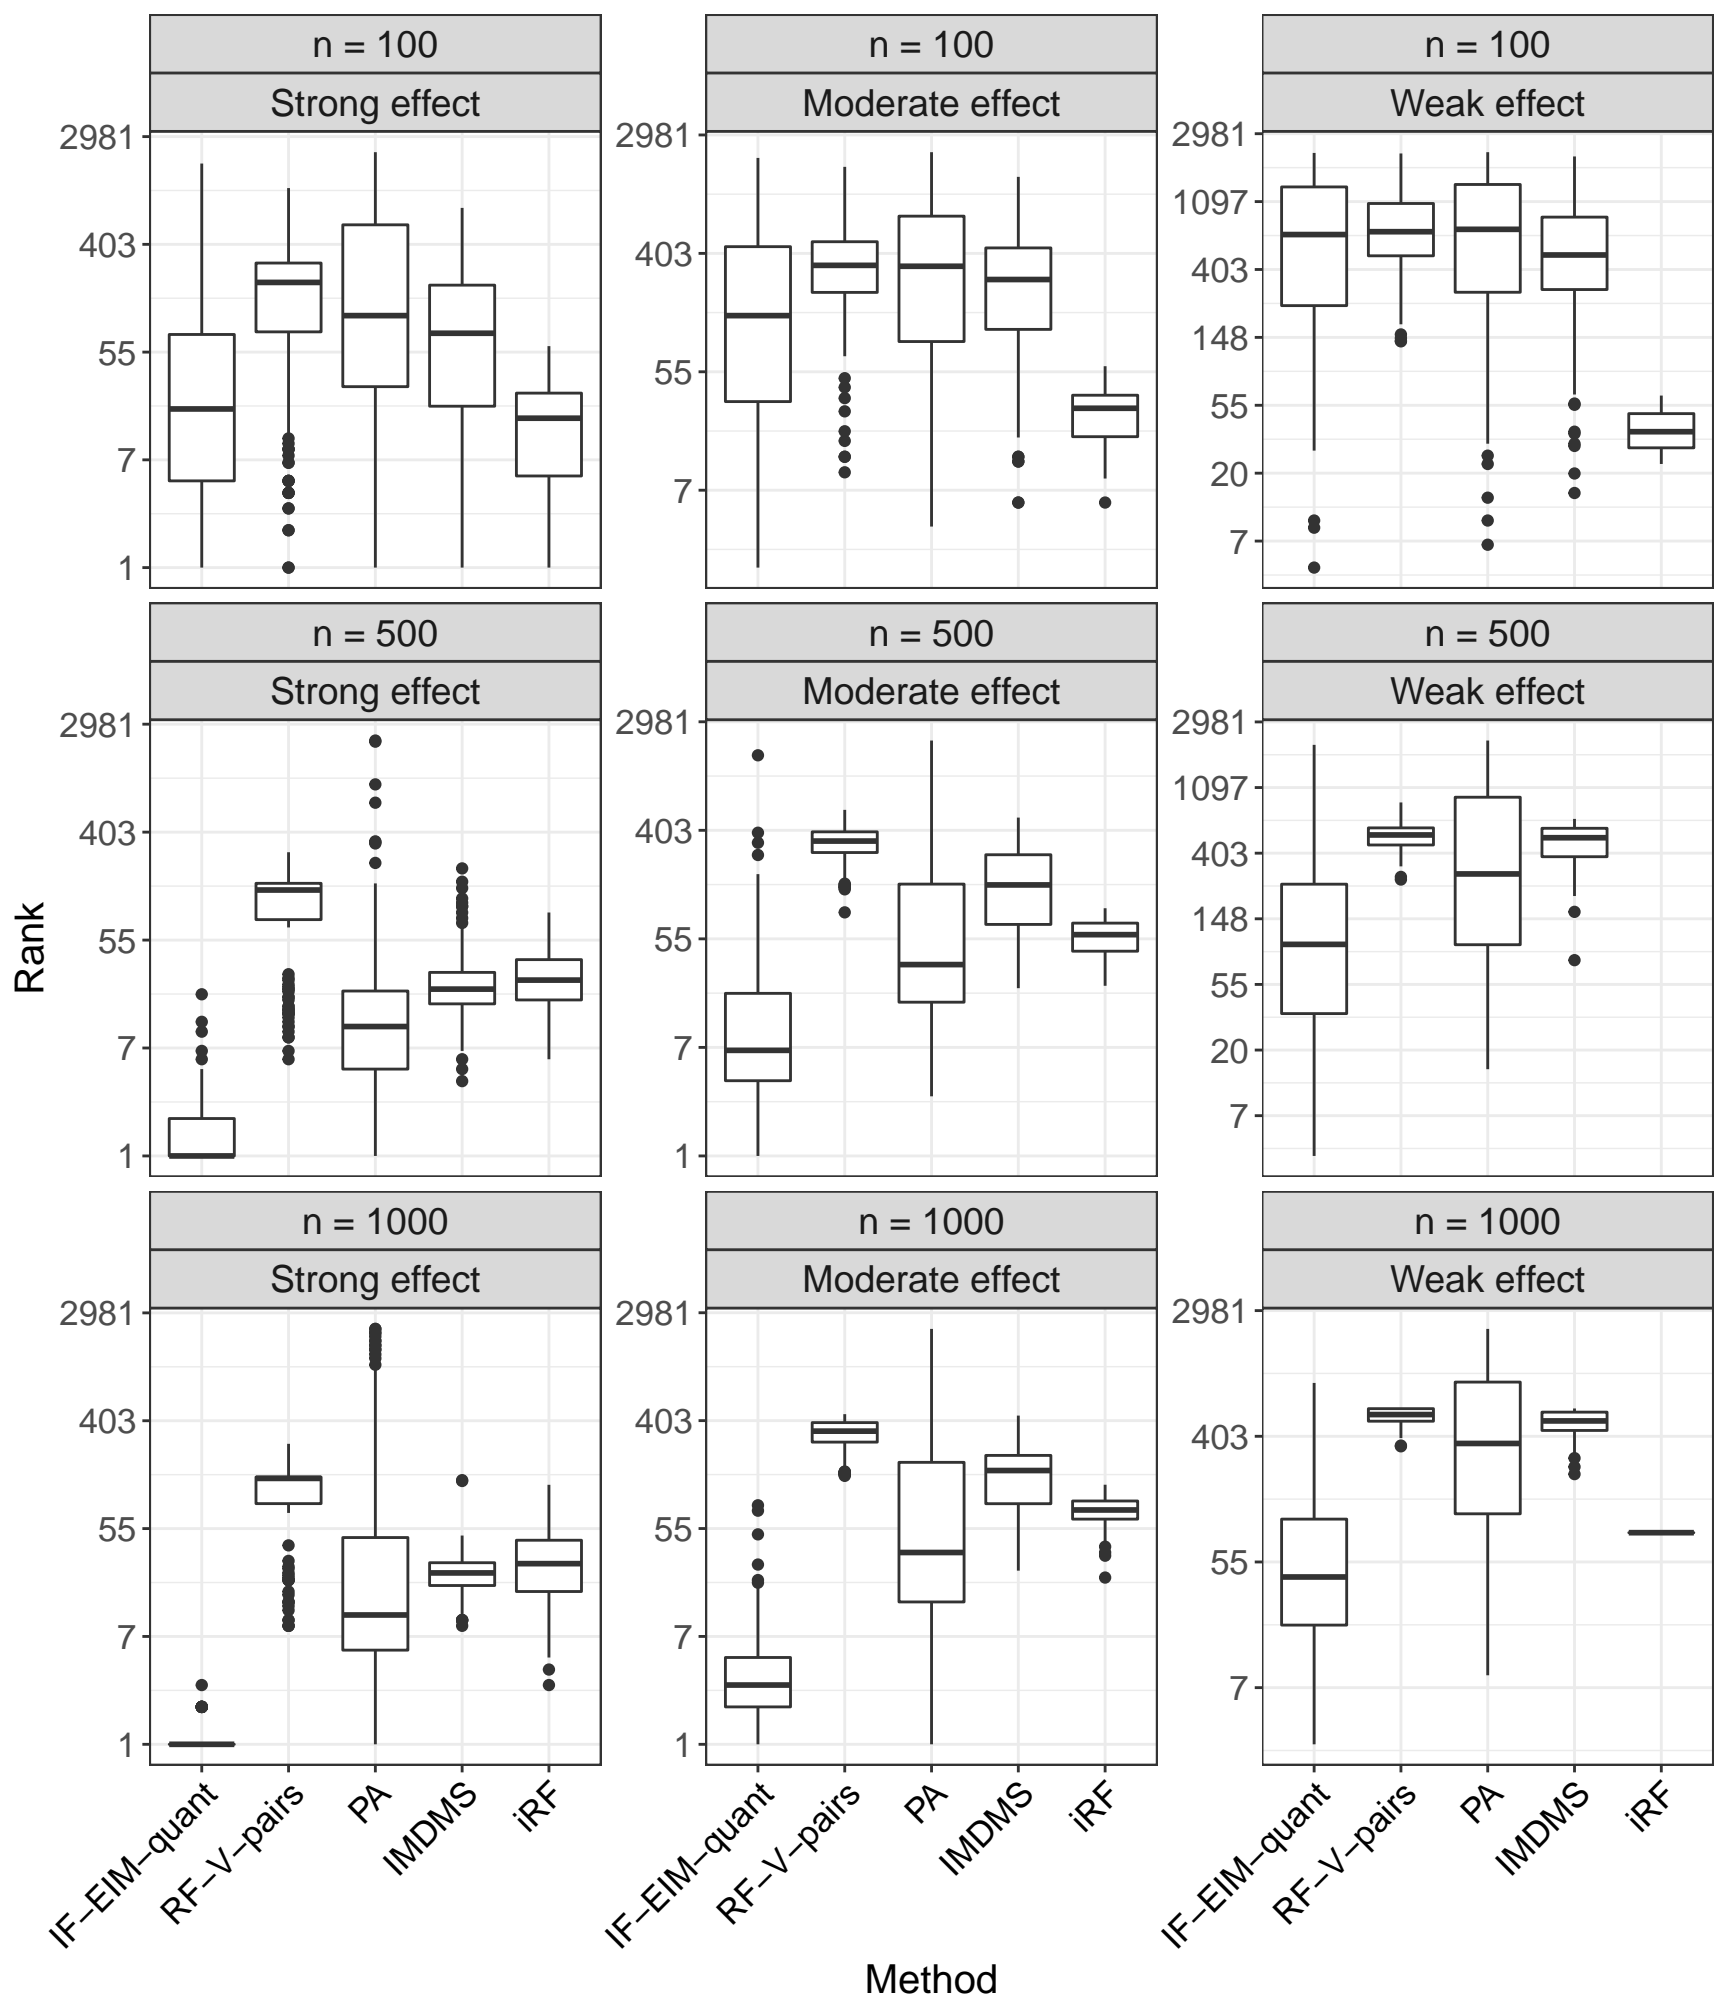 n = 100
n = 100
n = 100
Strong effect
Moderate effect
Weak effect
2981
403
55
7
1
2981
403
55
7
2981
1097
403
148
55
20
7
n = 500
n = 500
n = 500
Strong effect
Moderate effect
Weak effect
2981
403
55
7
1
2981
403
55
7
1
2981
1097
403
148
55
20
7
n = 1000
n = 1000
n = 1000
Strong effect
Moderate effect
Weak effect
2981
403
55
7
1
2981
403
55
7
1
2981
403
55
7
Rank
IF−EIM−quant
RF−V−pairs
PA
IMDMS
iRF
IF−EIM−quant
RF−V−pairs
PA
IMDMS
iRF
IF−EIM−quant
RF−V−pairs
PA
IMDMS
iRF
Method